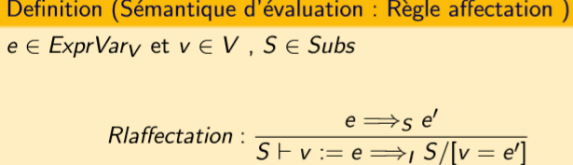 Definition (Sémantique d'évaluation : Règle affectation )
e ∈ ExprVar_V et v ∈ V , S ∈ Subs
e ⟹_S e′
Rlaffectation :
S ⊢ v := e ⟹_I S/[v = e′]